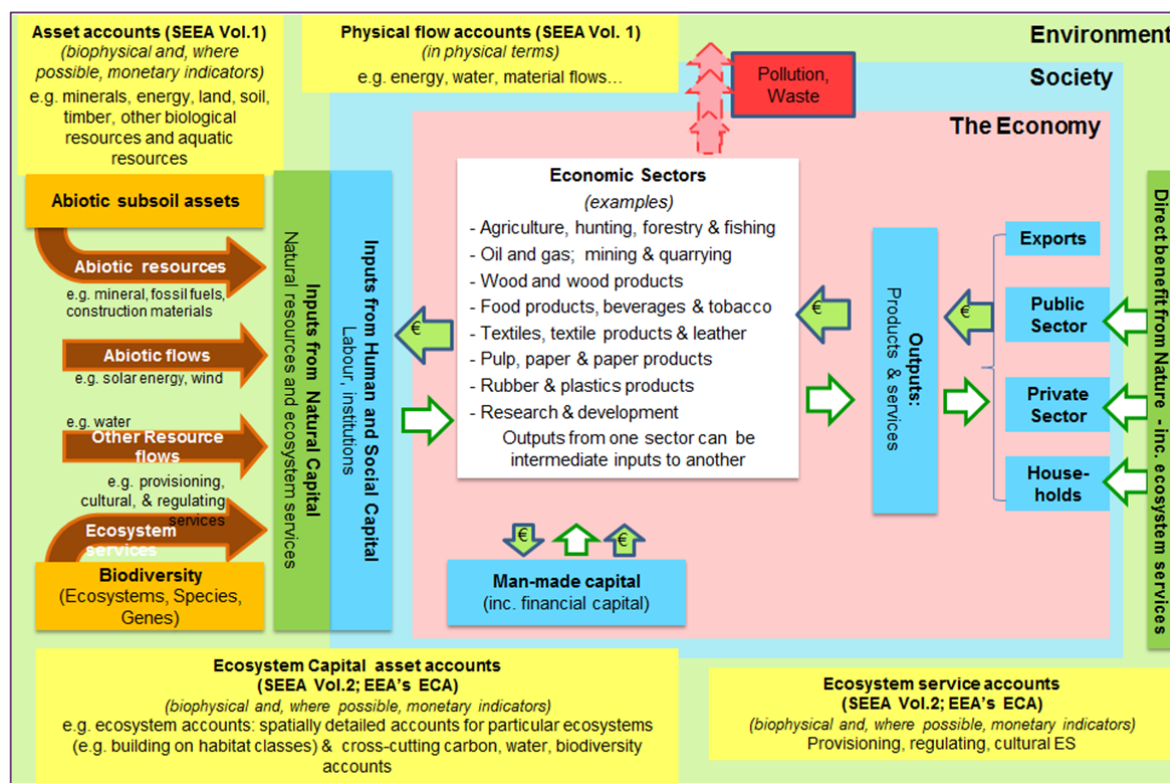 Asset accounts (SEEA Vol.1)
(biophysical and, where
possible, monetary indicators)
e.g. minerals, energy, land, soil,
timber, other biological
resources and aquatic
resources
Physical flow accounts (SEEA Vol. 1)
(in physical terms)
e.g. energy, water, material flows…
Environment
Society
The Economy
Pollution,
Waste
Abiotic subsoil assets
Abiotic resources
e.g. mineral, fossil fuels,
construction materials
Abiotic flows
e.g. solar energy, wind
e.g. water
Other Resource
flows
e.g. provisioning,
cultural, & regulating
services
Ecosystem
services
Biodiversity
(Ecosystems, Species,
Genes)
Inputs from Natural Capital
Natural resources and ecosystem services
Inputs from Human and Social Capital
Labour, institutions
€
Economic Sectors
(examples)
- Agriculture, hunting, forestry & fishing
- Oil and gas; mining & quarrying
- Wood and wood products
- Food products, beverages & tobacco
- Textiles, textile products & leather
- Pulp, paper & paper products
- Rubber & plastics products
- Research & development
Outputs from one sector can be
intermediate inputs to another
€
€
Man-made capital
(inc. financial capital)
€
Outputs:
Products & services
€
Exports
Public
Sector
Private
Sector
House-
holds
Direct benefit from Nature - inc. ecosystem services
Ecosystem Capital asset accounts
(SEEA Vol.2; EEA's ECA)
(biophysical and, where possible, monetary indicators)
e.g. ecosystem accounts: spatially detailed accounts for particular ecosystems
(e.g. building on habitat classes) & cross-cutting carbon, water, biodiversity
accounts
Ecosystem service accounts
(SEEA Vol.2; EEA's ECA)
(biophysical and, where possible, monetary indicators)
Provisioning, regulating, cultural ES